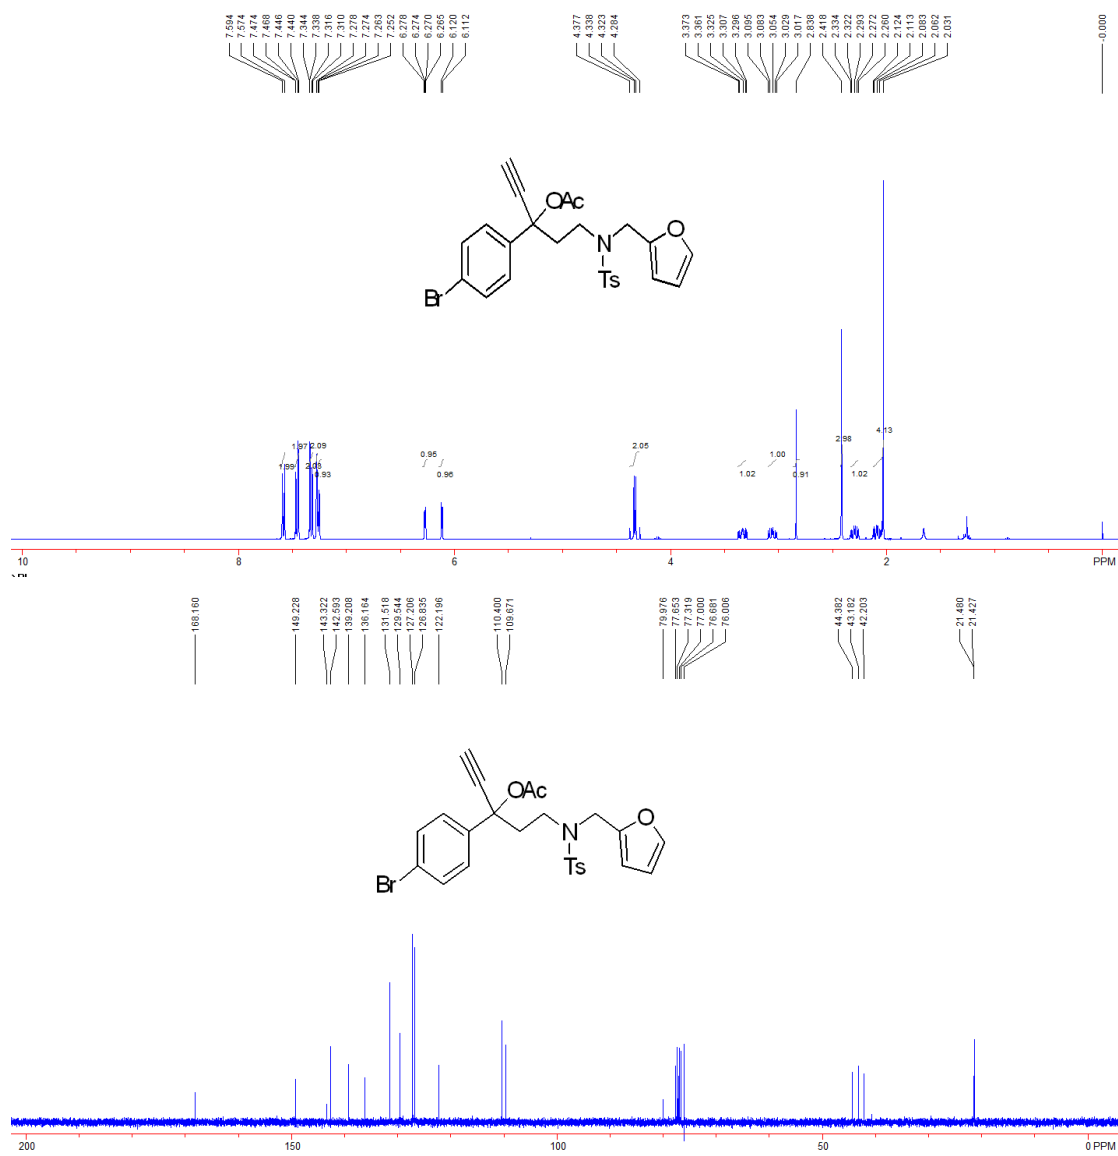 7.594 7.574 7.474 7.468 7.446 7.440 7.344 7.338 7.316 7.310 7.278 7.274 7.263 7.252 6.278 6.274 6.270 6.265 6.120 6.112 4.377 4.338 4.323 4.284 3.373 3.361 3.325 3.307 3.296 3.095 3.083 3.054 3.029 3.017 2.838 2.418 2.334 2.322 2.293 2.272 2.260 2.124 2.113 2.083 2.062 2.031 -0.000
OAc
N
O
Br
Ts
4.13
1.97 2.09 2.05 2.98
1.99 2.03 0.95 1.00
0.93 0.96 1.02 0.91 1.02
10 8 6 4 2 PPM
168.160 149.228 143.322 142.593 139.208 136.164 131.518 129.544 127.206 126.835 122.196 110.400 109.671 79.976 77.653 77.319 77.000 76.681 76.006 44.382 43.182 42.203 21.480 21.427
OAc
N
O
Br
Ts
200 150 100 50 0 PPM